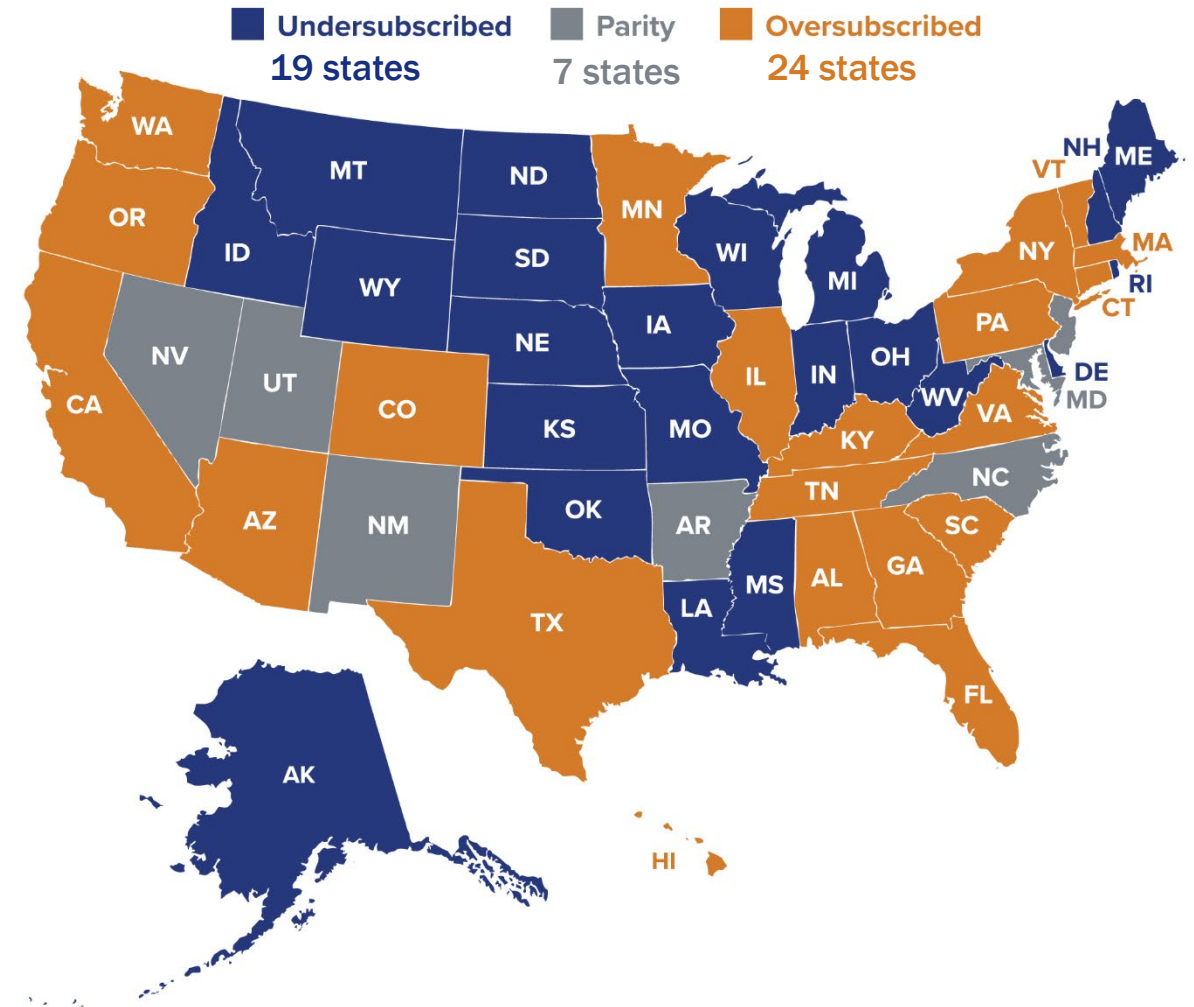 Undersubscribed Parity Oversubscribed
19 states 7 states 24 states
WA
MT
ND
MN
OR
ID
WY
SD
WI
MI
NH
ME
VT
NY
MA
RI
CT
NV
UT
CO
NE
IA
IL
IN
OH
PA
CA
KS
MO
KY
WV
VA
DE
MD
AZ
NM
OK
AR
TN
NC
SC
TX
LA
MS
AL
GA
FL
AK
HI